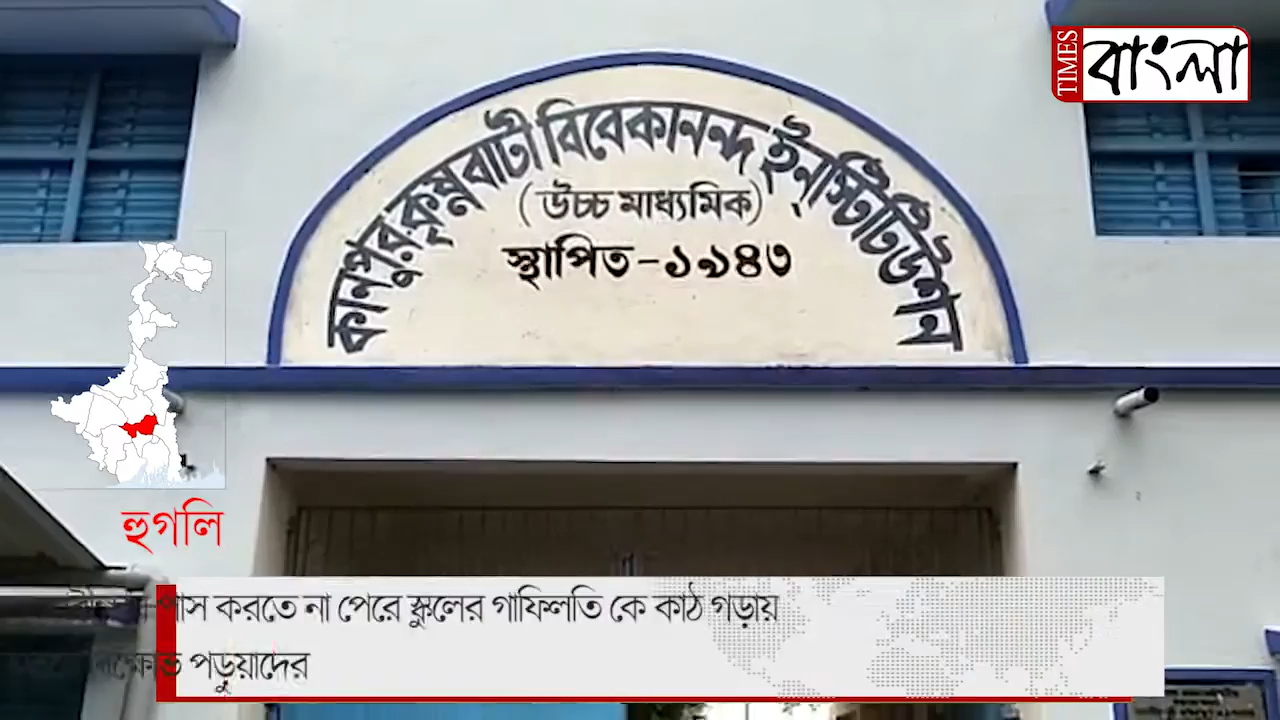 TIMES বাংলা
কানপুর কৃষ্ণবাটী বিবেকানন্দ ইনস্টিটিউশন
(উচ্চ মাধ্যমিক)
স্থাপিত-১৯৪৩
হুগলি
পাস করতে না পেরে স্কুলের গাফিলতি কে কাঠ গড়ায়
পড়ুয়াদের